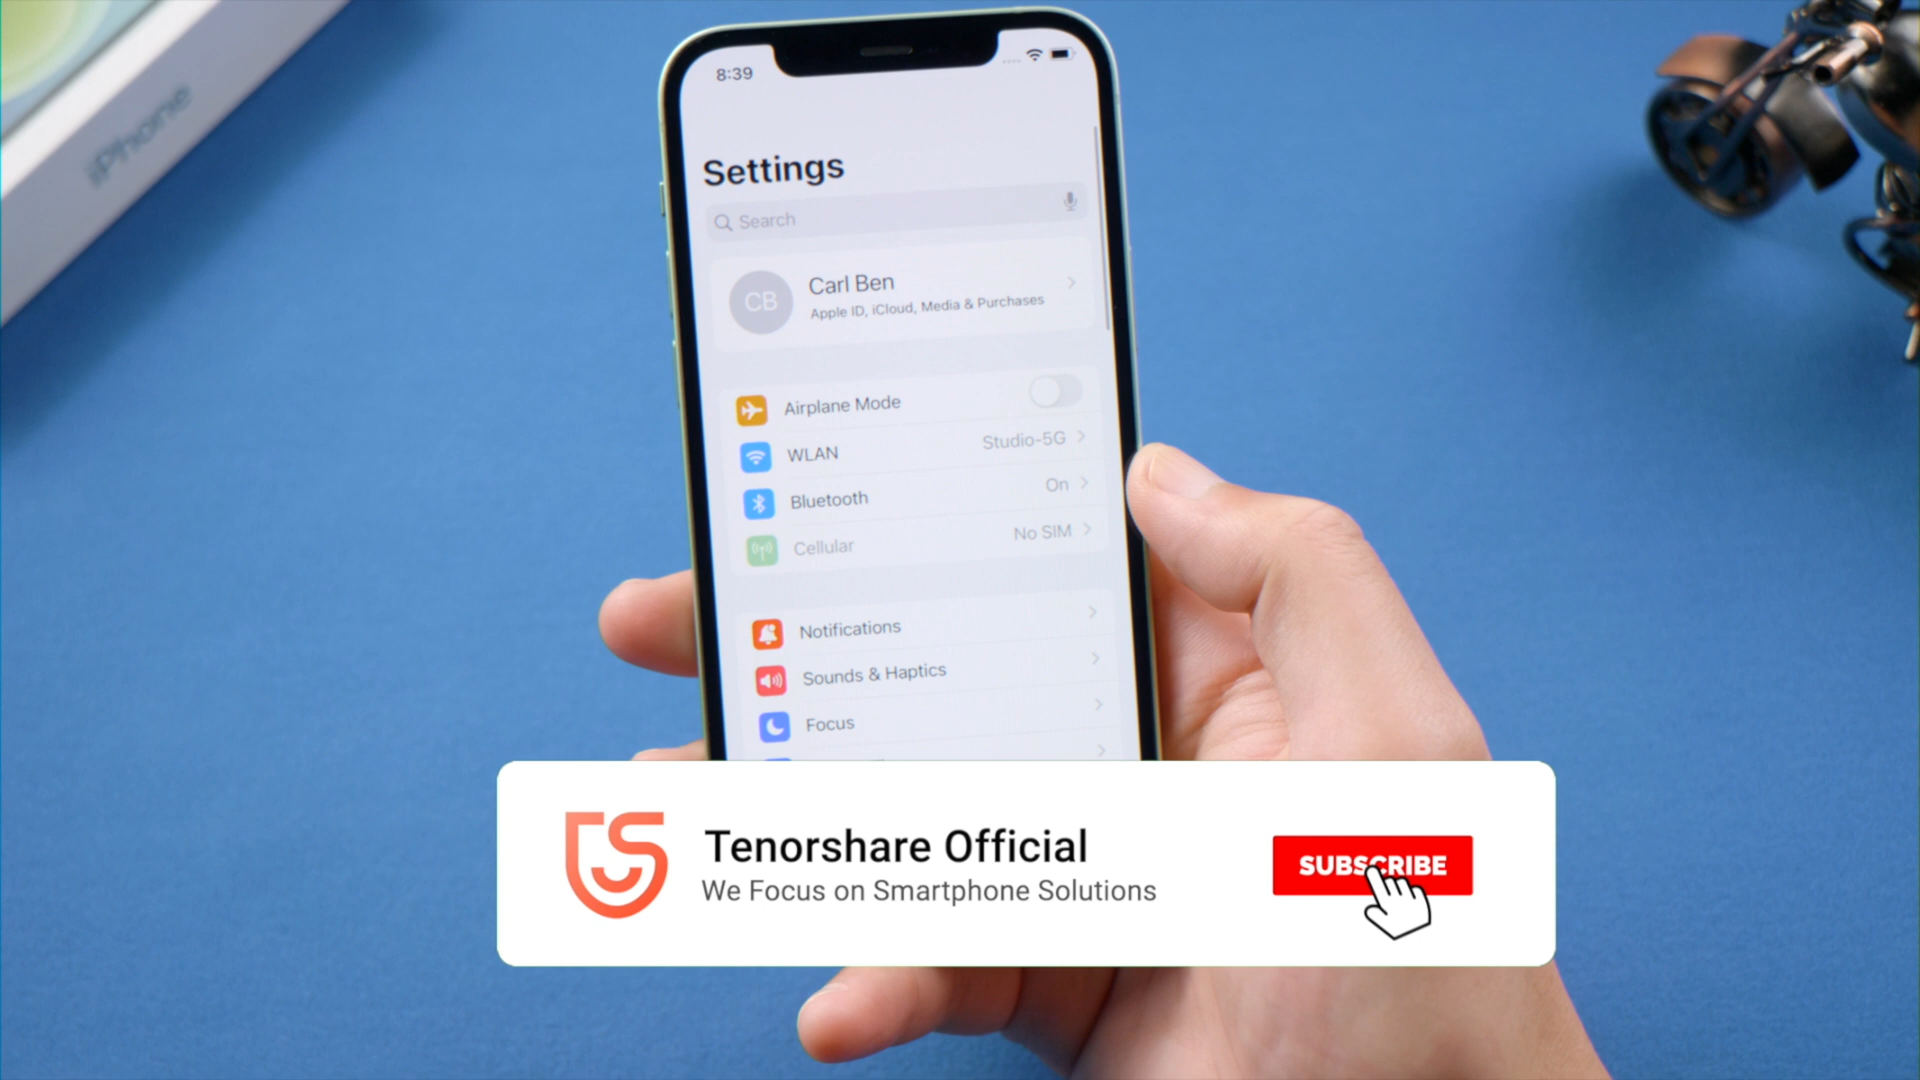 iPhone
8:39
Settings
Search
CB
Carl Ben
Apple ID, iCloud, Media & Purchases
Airplane Mode
WLAN
Studio-5G
Bluetooth
On
Cellular
No SIM
Notifications
Sounds & Haptics
Focus
Tenorshare Official
We Focus on Smartphone Solutions
SUBSCRIBE